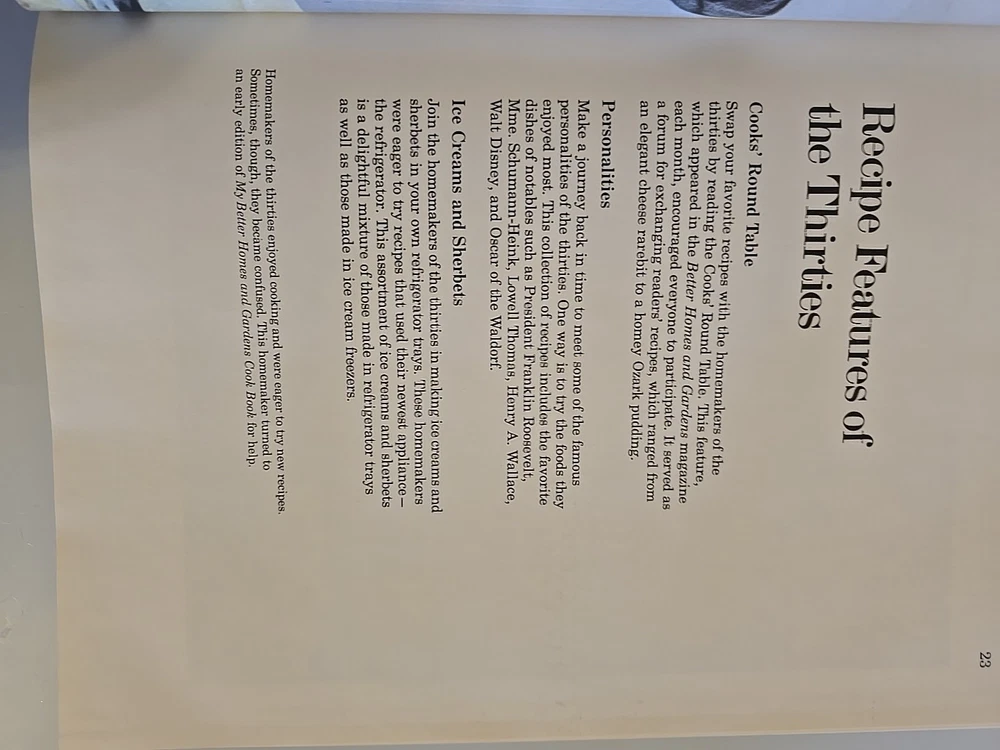 23
Recipe Features of
the Thirties
Cooks' Round Table
Swap your favorite recipes with the homemakers of the
thirties by reading the Cooks' Round Table. This feature,
which appeared in the Better Homes and Gardens magazine
each month, encouraged everyone to participate. It served as
a forum for exchanging readers' recipes, which ranged from
an elegant cheese rarebit to a homey Ozark pudding.
Personalities
Make a journey back in time to meet some of the famous
personalities of the thirties. One way is to try the foods they
enjoyed most. This collection of recipes includes the favorite
dishes of notables such as President Franklin Roosevelt,
Mme. Schumann-Heink, Lowell Thomas, Henry A. Wallace,
Walt Disney, and Oscar of the Waldorf.
Ice Creams and Sherbets
Join the homemakers of the thirties in making ice creams and
sherbets in your own refrigerator trays. These homemakers
were eager to try recipes that used their newest appliance—
the refrigerator. This assortment of ice creams and sherbets
is a delightful mixture of those made in refrigerator trays
as well as those made in ice cream freezers.
Homemakers of the thirties enjoyed cooking and were eager to try new recipes.
Sometimes, though, they became confused. This homemaker turned to
an early edition of My Better Homes and Gardens Cook Book for help.